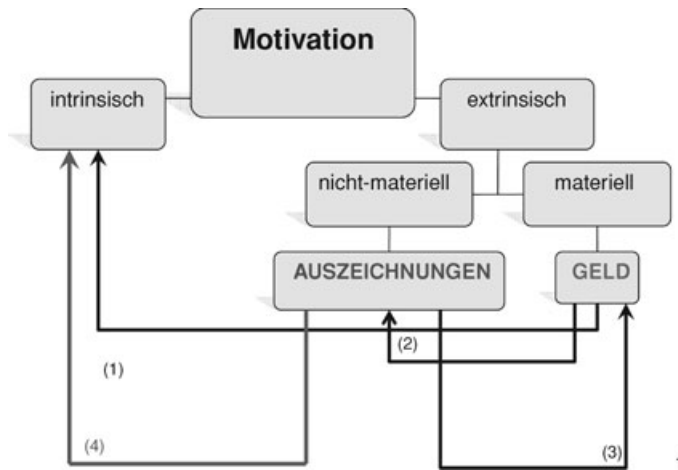 Motivation
intrinsisch
extrinsisch
nicht-materiell
materiell
AUSZEICHNUNGEN
GELD
(2)
(1)
(4)
(3)